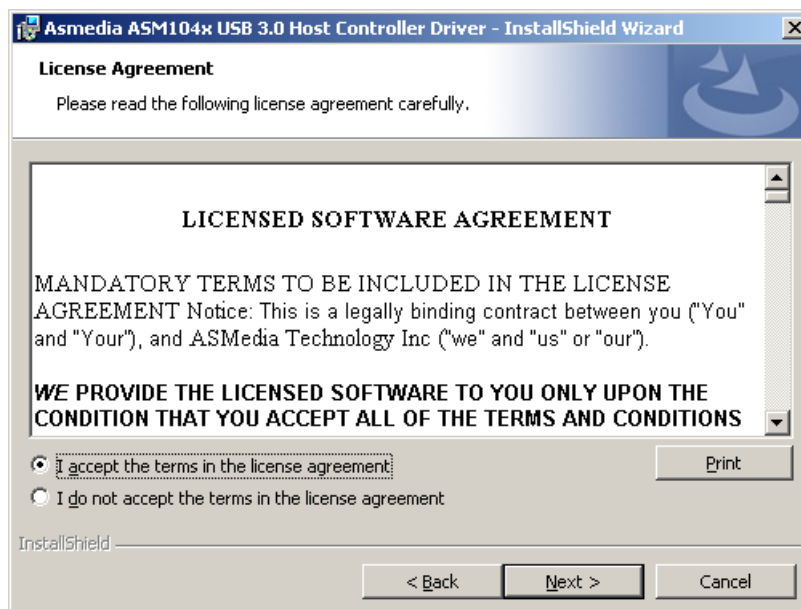 Asmedia ASM104x USB 3.0 Host Controller Driver - InstallShield Wizard
License Agreement
Please read the following license agreement carefully.
LICENSED SOFTWARE AGREEMENT
MANDATORY TERMS TO BE INCLUDED IN THE LICENSE
AGREEMENT Notice: This is a legally binding contract between you ("You"
and "Your"), and ASMedia Technology Inc ("we" and "us" or "our").
WE PROVIDE THE LICENSED SOFTWARE TO YOU ONLY UPON THE
CONDITION THAT YOU ACCEPT ALL OF THE TERMS AND CONDITIONS
I accept the terms in the license agreement
Print
I do not accept the terms in the license agreement
InstallShield
< Back
Next >
Cancel